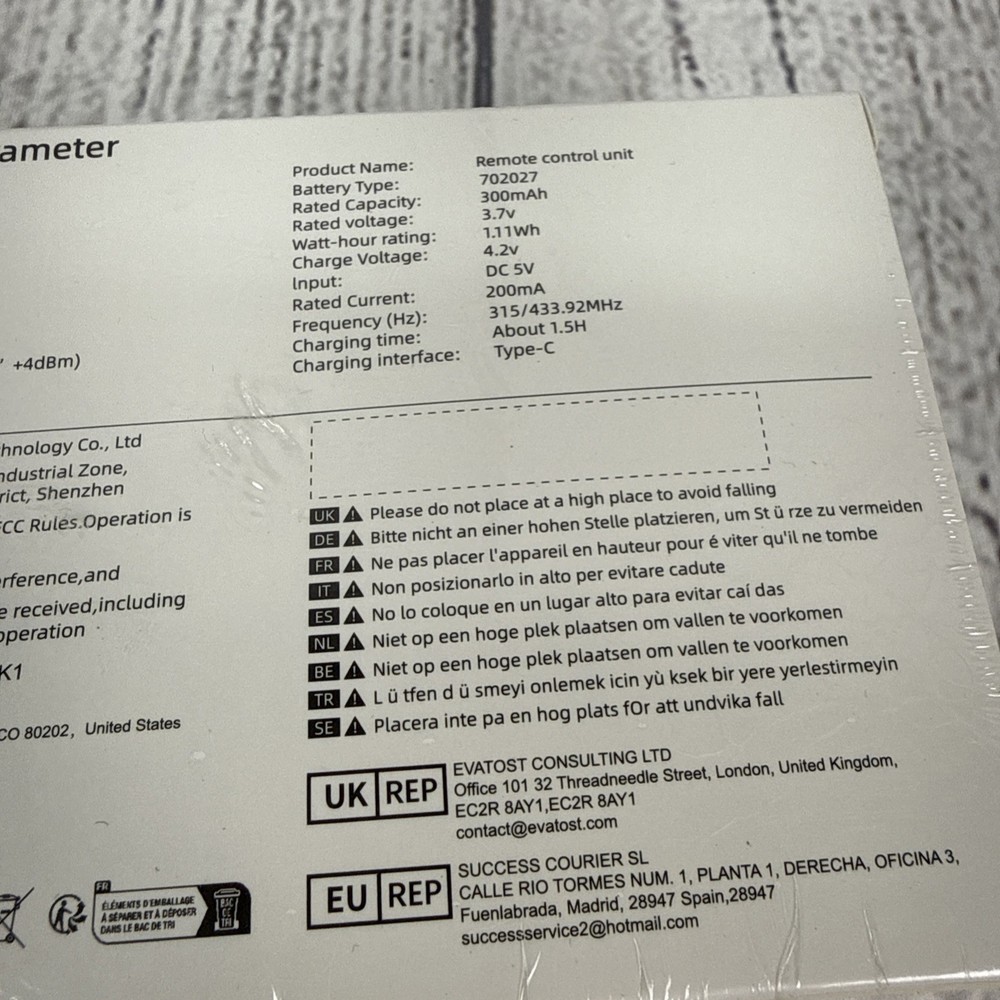 ameter
Product Name: Remote control unit
Battery Type: 702027
Rated Capacity: 300mAh
Rated voltage: 3.7v
Watt-hour rating: 1.11Wh
Charge Voltage: 4.2v
Input: DC 5V
Rated Current: 200mA
Frequency (Hz): 315/433.92MHz
Charging time: About 1.5H
Charging interface: Type-C
+4dBm)
hnology Co., Ltd
ndustrial Zone,
rict, Shenzhen
CC Rules.Operation is
rference,and
e received,including
operation
K1
CO 80202, United States
UK Please do not place at a high place to avoid falling
DE Bitte nicht an einer hohen Stelle platzieren, um St ü rze zu vermeiden
FR Ne pas placer l'appareil en hauteur pour é viter qu'il ne tombe
IT Non posizionarlo in alto per evitare cadute
ES No lo coloque en un lugar alto para evitar caí das
NL Niet op een hoge plek plaatsen om vallen te voorkomen
BE Niet op een hoge plek plaatsen om vallen te voorkomen
TR L ü tfen d ü smeyi onlemek icin yù ksek bir yere yerlestirmeyin
SE Placera inte pa en hog plats fOr att undvika fall
UK REP
EVATOST CONSULTING LTD
Office 101 32 Threadneedle Street, London, United Kingdom,
EC2R 8AY1,EC2R 8AY1
contact@evatost.com
EU REP
SUCCESS COURIER SL
CALLE RIO TORMES NUM. 1, PLANTA 1, DERECHA, OFICINA 3,
Fuenlabrada, Madrid, 28947 Spain,28947
successservice2@hotmail.com
FR
ÉLÉMENTS D'EMBALLAGE
À SÉPARER ET À DÉPOSER
DANS LE BAC DE TRI
BAC
DE
TRI